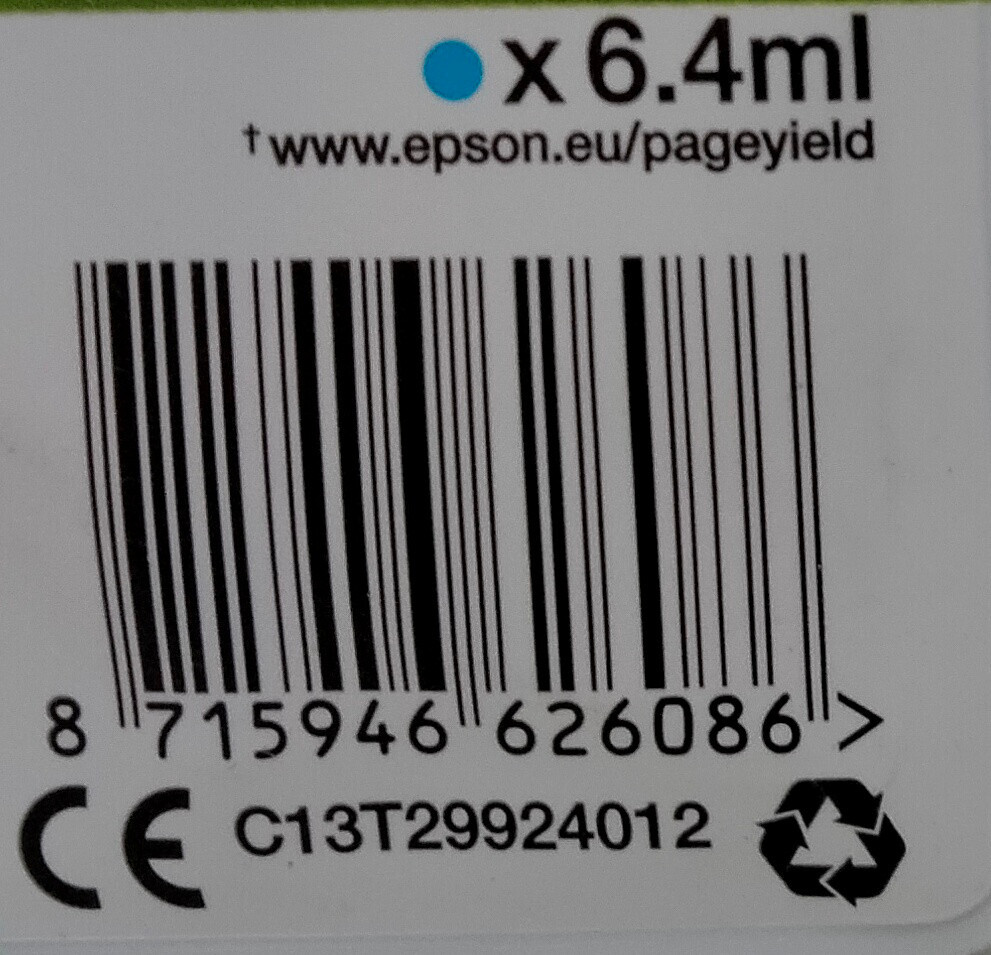 x 6.4ml
†www.epson.eu/pageyield
8 715946 626086 >
CE C13T29924012